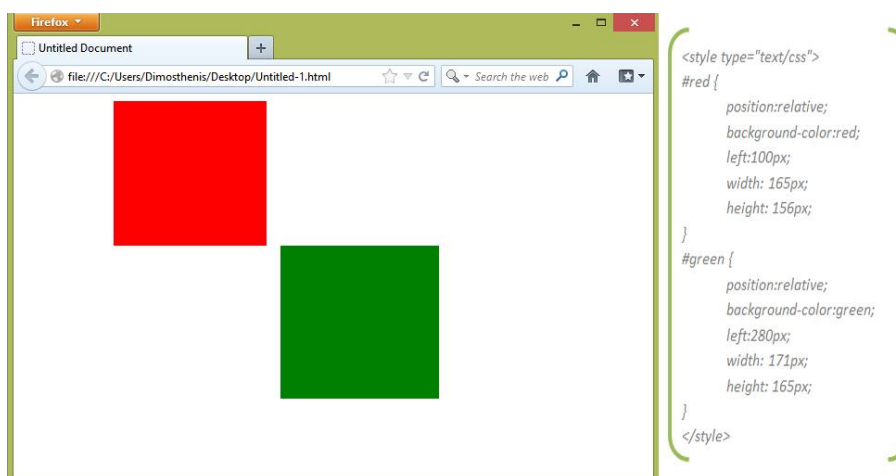 Firefox
Untitled Document
file:///C:/Users/Dimosthenis/Desktop/Untitled-1.html
Search the web
<style type="text/css">
#red {
position:relative;
background-color:red;
left:100px;
width: 165px;
height: 156px;
}
#green {
position:relative;
background-color:green;
left:280px;
width: 171px;
height: 165px;
}
</style>